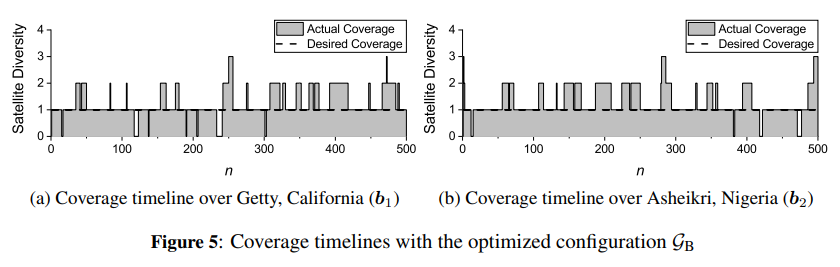 Satellite Diversity
4
3
2
1
0
Actual Coverage
Desired Coverage
0 100 200 300 400 500
n
(a) Coverage timeline over Getty, California (b₁)
Satellite Diversity
4
3
2
1
0
Actual Coverage
Desired Coverage
0 100 200 300 400 500
n
(b) Coverage timeline over Asheikri, Nigeria (b₂)
Figure 5: Coverage timelines with the optimized configuration 𝒢B